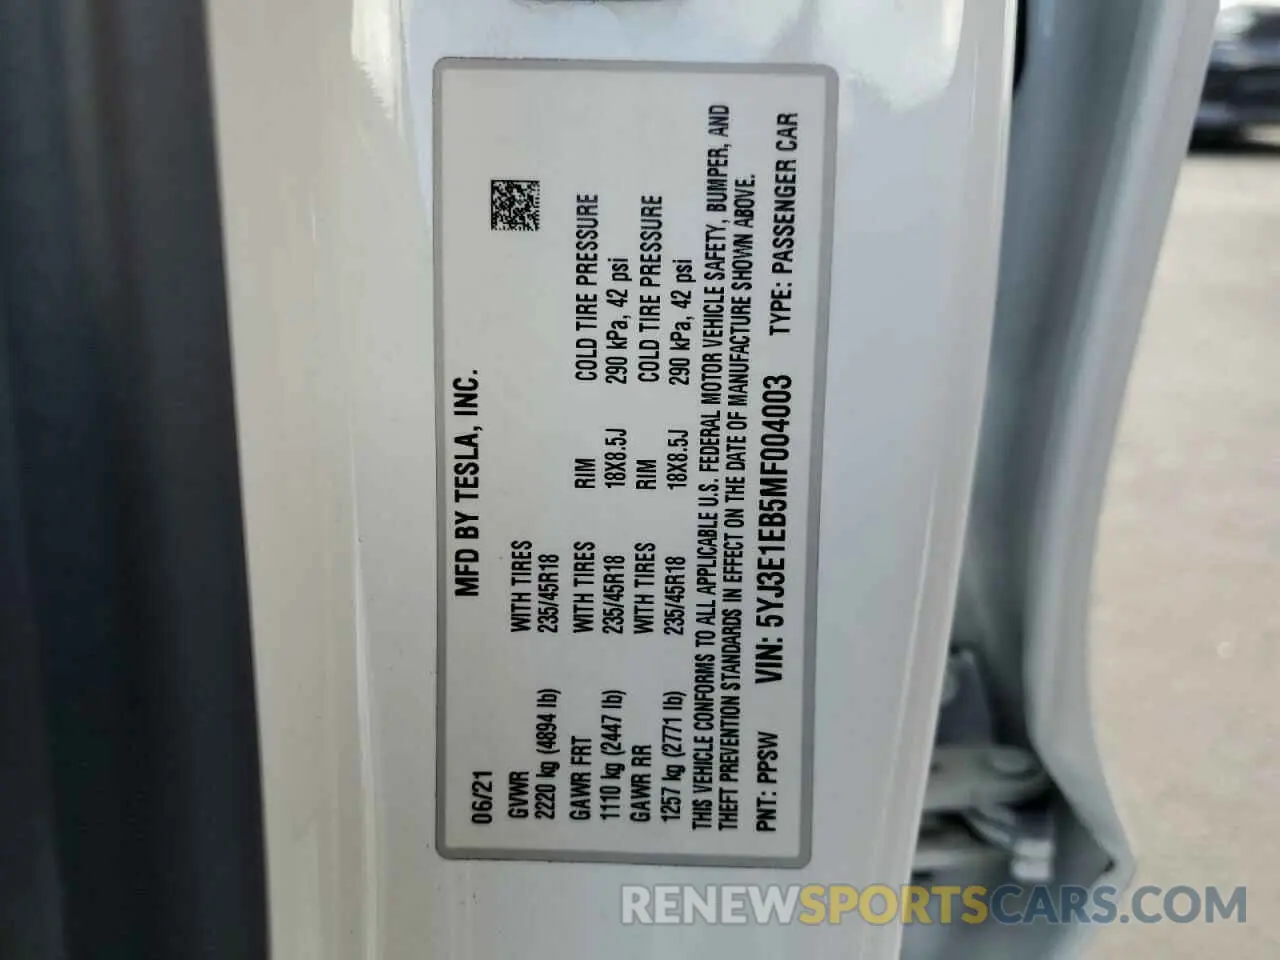 06/21 MFD BY TESLA, INC.
GVWR WITH TIRES
2220 kg (4894 lb) 235/45R18
GAWR FRT WITH TIRES RIM COLD TIRE PRESSURE
1110 kg (2447 lb) 235/45R18 18X8.5J 290 kPa, 42 psi
GAWR RR WITH TIRES RIM COLD TIRE PRESSURE
1257 kg (2771 lb) 235/45R18 18X8.5J 290 kPa, 42 psi
THIS VEHICLE CONFORMS TO ALL APPLICABLE U.S. FEDERAL MOTOR VEHICLE SAFETY, BUMPER, AND
THEFT PREVENTION STANDARDS IN EFFECT ON THE DATE OF MANUFACTURE SHOWN ABOVE.
PNT: PPSW VIN: 5YJ3E1EB5MF004003 TYPE: PASSENGER CAR
RENEWSPORTSCARS.COM